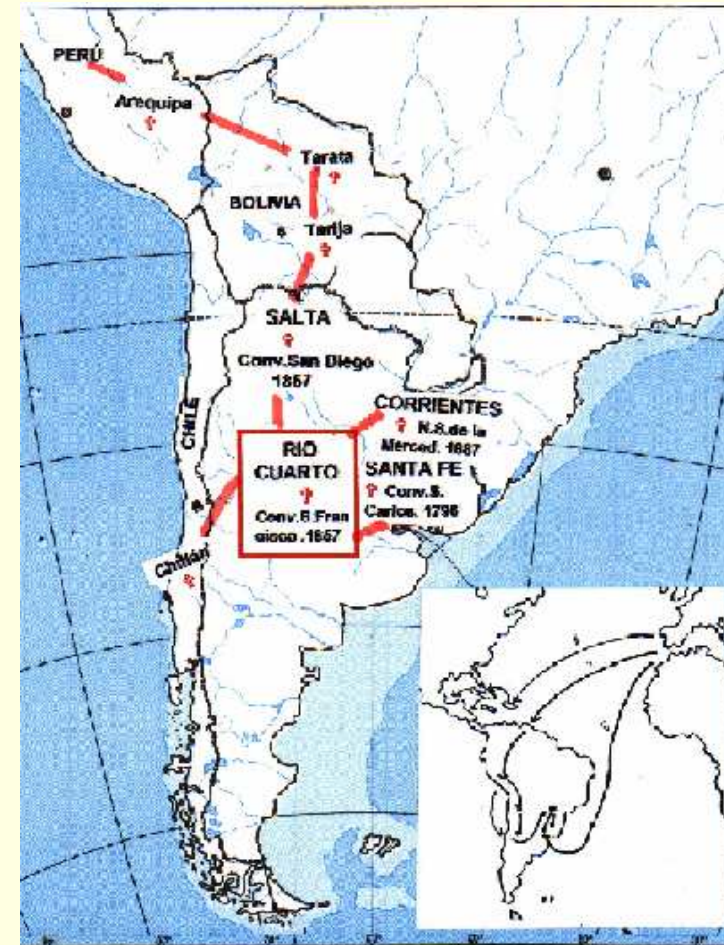 PERÚ
Arequipa
Tarata
BOLIVIA
Tarija
SALTA
Conv.San Diego
1857
CHILE
CORRIENTES
N.S.de la
Merced. 1887
RIO
CUARTO
Conv.S.Fran
cisco .1857
SANTA FE
Conv.S.
Carlos. 1796
Chillán